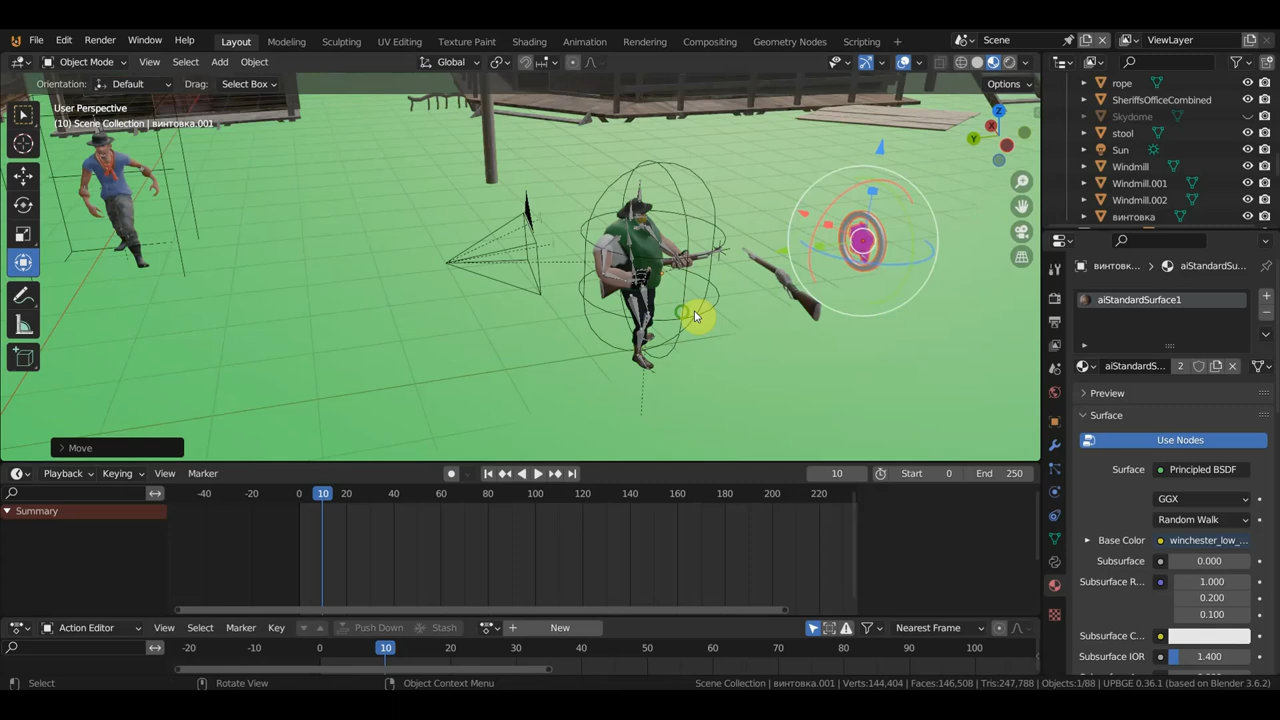 File Edit Render Window Help Layout Modeling Sculpting UV Editing Texture Paint Shading Animation Rendering Compositing Geometry Nodes Scripting + Scene ViewLayer
Object Mode View Select Add Object Global
Orientation: Default Drag: Select Box Options
User Perspective
(10) Scene Collection | винтовка.001
Z
X
Y
Move
rope
SheriffsOfficeCombined
Skydome
stool
Sun
Windmill
Windmill.001
Windmill.002
винтовка
винтовк... aiStandardSu...
aiStandardSurface1
aiStandardS... 2
Preview
Surface
Use Nodes
Surface Principled BSDF
GGX
Random Walk
Base Color winchester_low_...
Subsurface 0.000
Subsurface R... 1.000
0.200
0.100
Subsurface C...
Subsurface IOR 1.400
Playback Keying View Marker 10 Start 0 End 250
-40 -20 0 10 20 40 60 80 100 120 140 160 180 200 220
Summary
Action Editor View Select Marker Key Push Down Stash + New Nearest Frame
-20 -10 0 10 20 30 40 50 60 70 80 90 100
Select Rotate View Object Context Menu Scene Collection | винтовка.001 | Verts:144,404 | Faces:146,508 | Tris:247,788 | Objects:1/88 | UPBGE 0.36.1 (based on Blender 3.6.2)